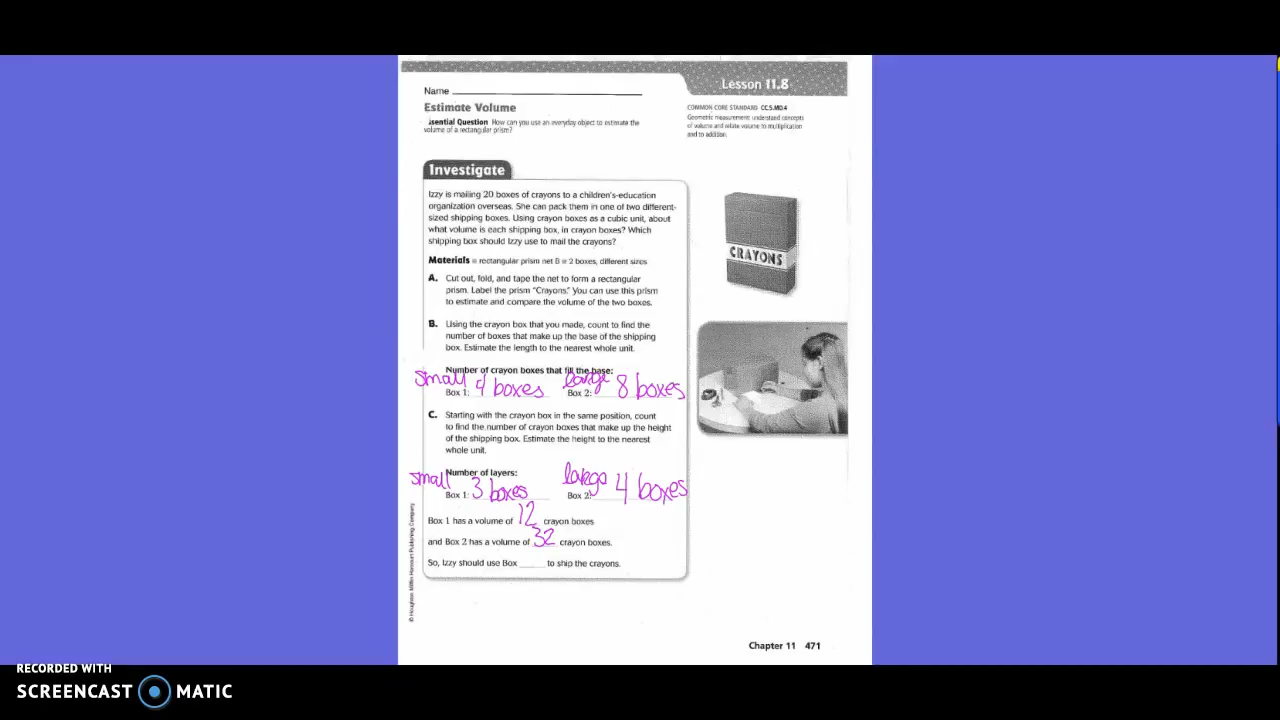 Lesson 11.8
Name
Estimate Volume
COMMON CORE STANDARD CC.5.MD.4
Geometric measurement: understand concepts
of volume and relate volume to multiplication
and to addition.
sential Question How can you use an everyday object to estimate the
volume of a rectangular prism?
Investigate
Izzy is mailing 20 boxes of crayons to a children's-education
organization overseas. She can pack them in one of two different-
sized shipping boxes. Using crayon boxes as a cubic unit, about
what volume is each shipping box, in crayon boxes? Which
shipping box should Izzy use to mail the crayons?
Materials ■ rectangular prism net B ■ 2 boxes, different sizes
A. Cut out, fold, and tape the net to form a rectangular
prism. Label the prism "Crayons." You can use this prism
to estimate and compare the volume of the two boxes.
B. Using the crayon box that you made, count to find the
number of boxes that make up the base of the shipping
box. Estimate the length to the nearest whole unit.
Number of crayon boxes that fill the base:
small large
Box 1: 4 boxes Box 2: 8 boxes
C. Starting with the crayon box in the same position, count
to find the number of crayon boxes that make up the height
of the shipping box. Estimate the height to the nearest
whole unit.
Number of layers:
small large
Box 1: 3 boxes Box 2: 4 boxes
Box 1 has a volume of 12 crayon boxes
and Box 2 has a volume of 32 crayon boxes.
So, Izzy should use Box to ship the crayons.
CRAYONS
© Houghton Mifflin Harcourt Publishing Company
Chapter 11 471
RECORDED WITH
SCREENCAST MATIC